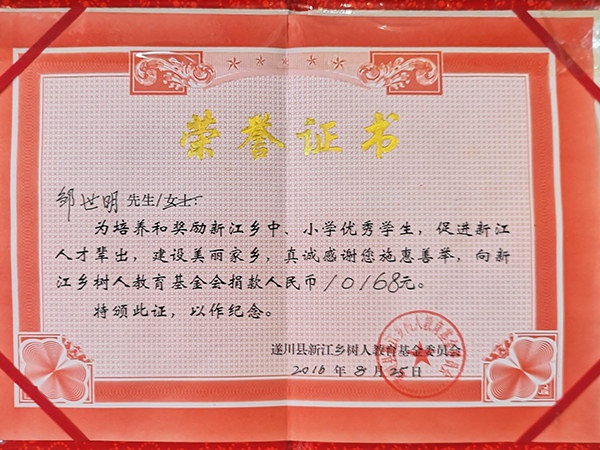 荣誉证书
邹世明 先生/女士:
为培养和奖励新江乡中、小学优秀学生，促进新江
人才辈出，建设美丽家乡，真诚感谢您施惠善举，向新
江乡树人教育基金会捐款人民币10168元。
特颁此证，以作纪念。
遂川县新江乡树人教育基金委员会
2016年8月25日